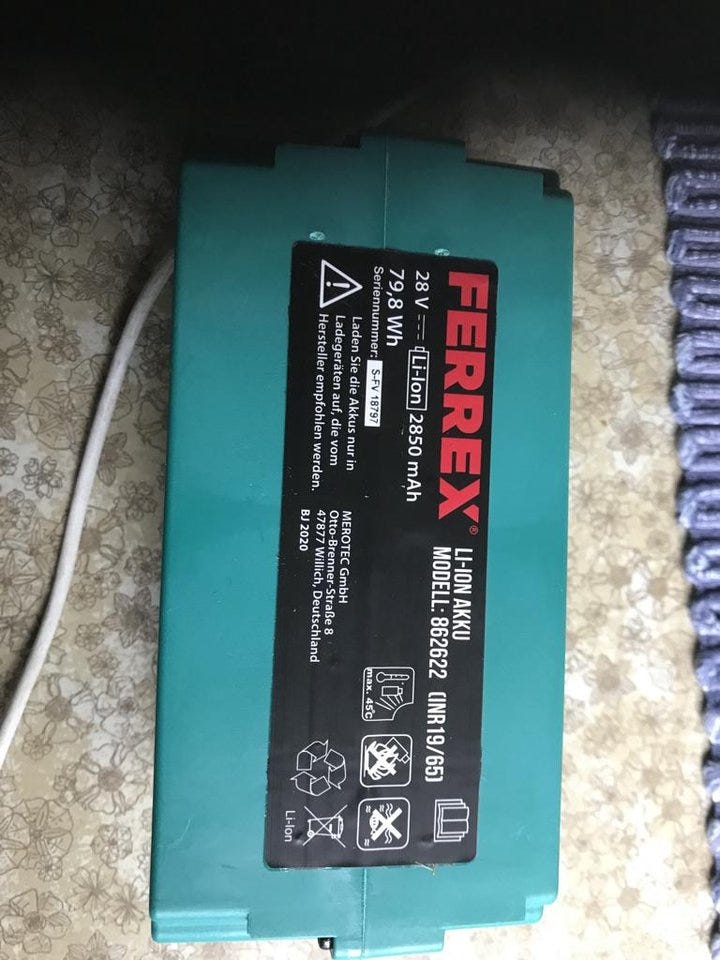 FERREX®
LI-ION AKKU
MODELL: 862622 (INR19/65)
28 V Li-Ion 2850 mAh
79,8 Wh
Seriennummer: S-FV 18797
Laden Sie die Akkus nur in
Ladegeräten auf, die vom
Hersteller empfohlen werden.
MEROTEC GmbH
Otto-Brenner-Straße 8
47877 Willich, Deutschland
BJ 2020
max. 45°C
Li-Ion